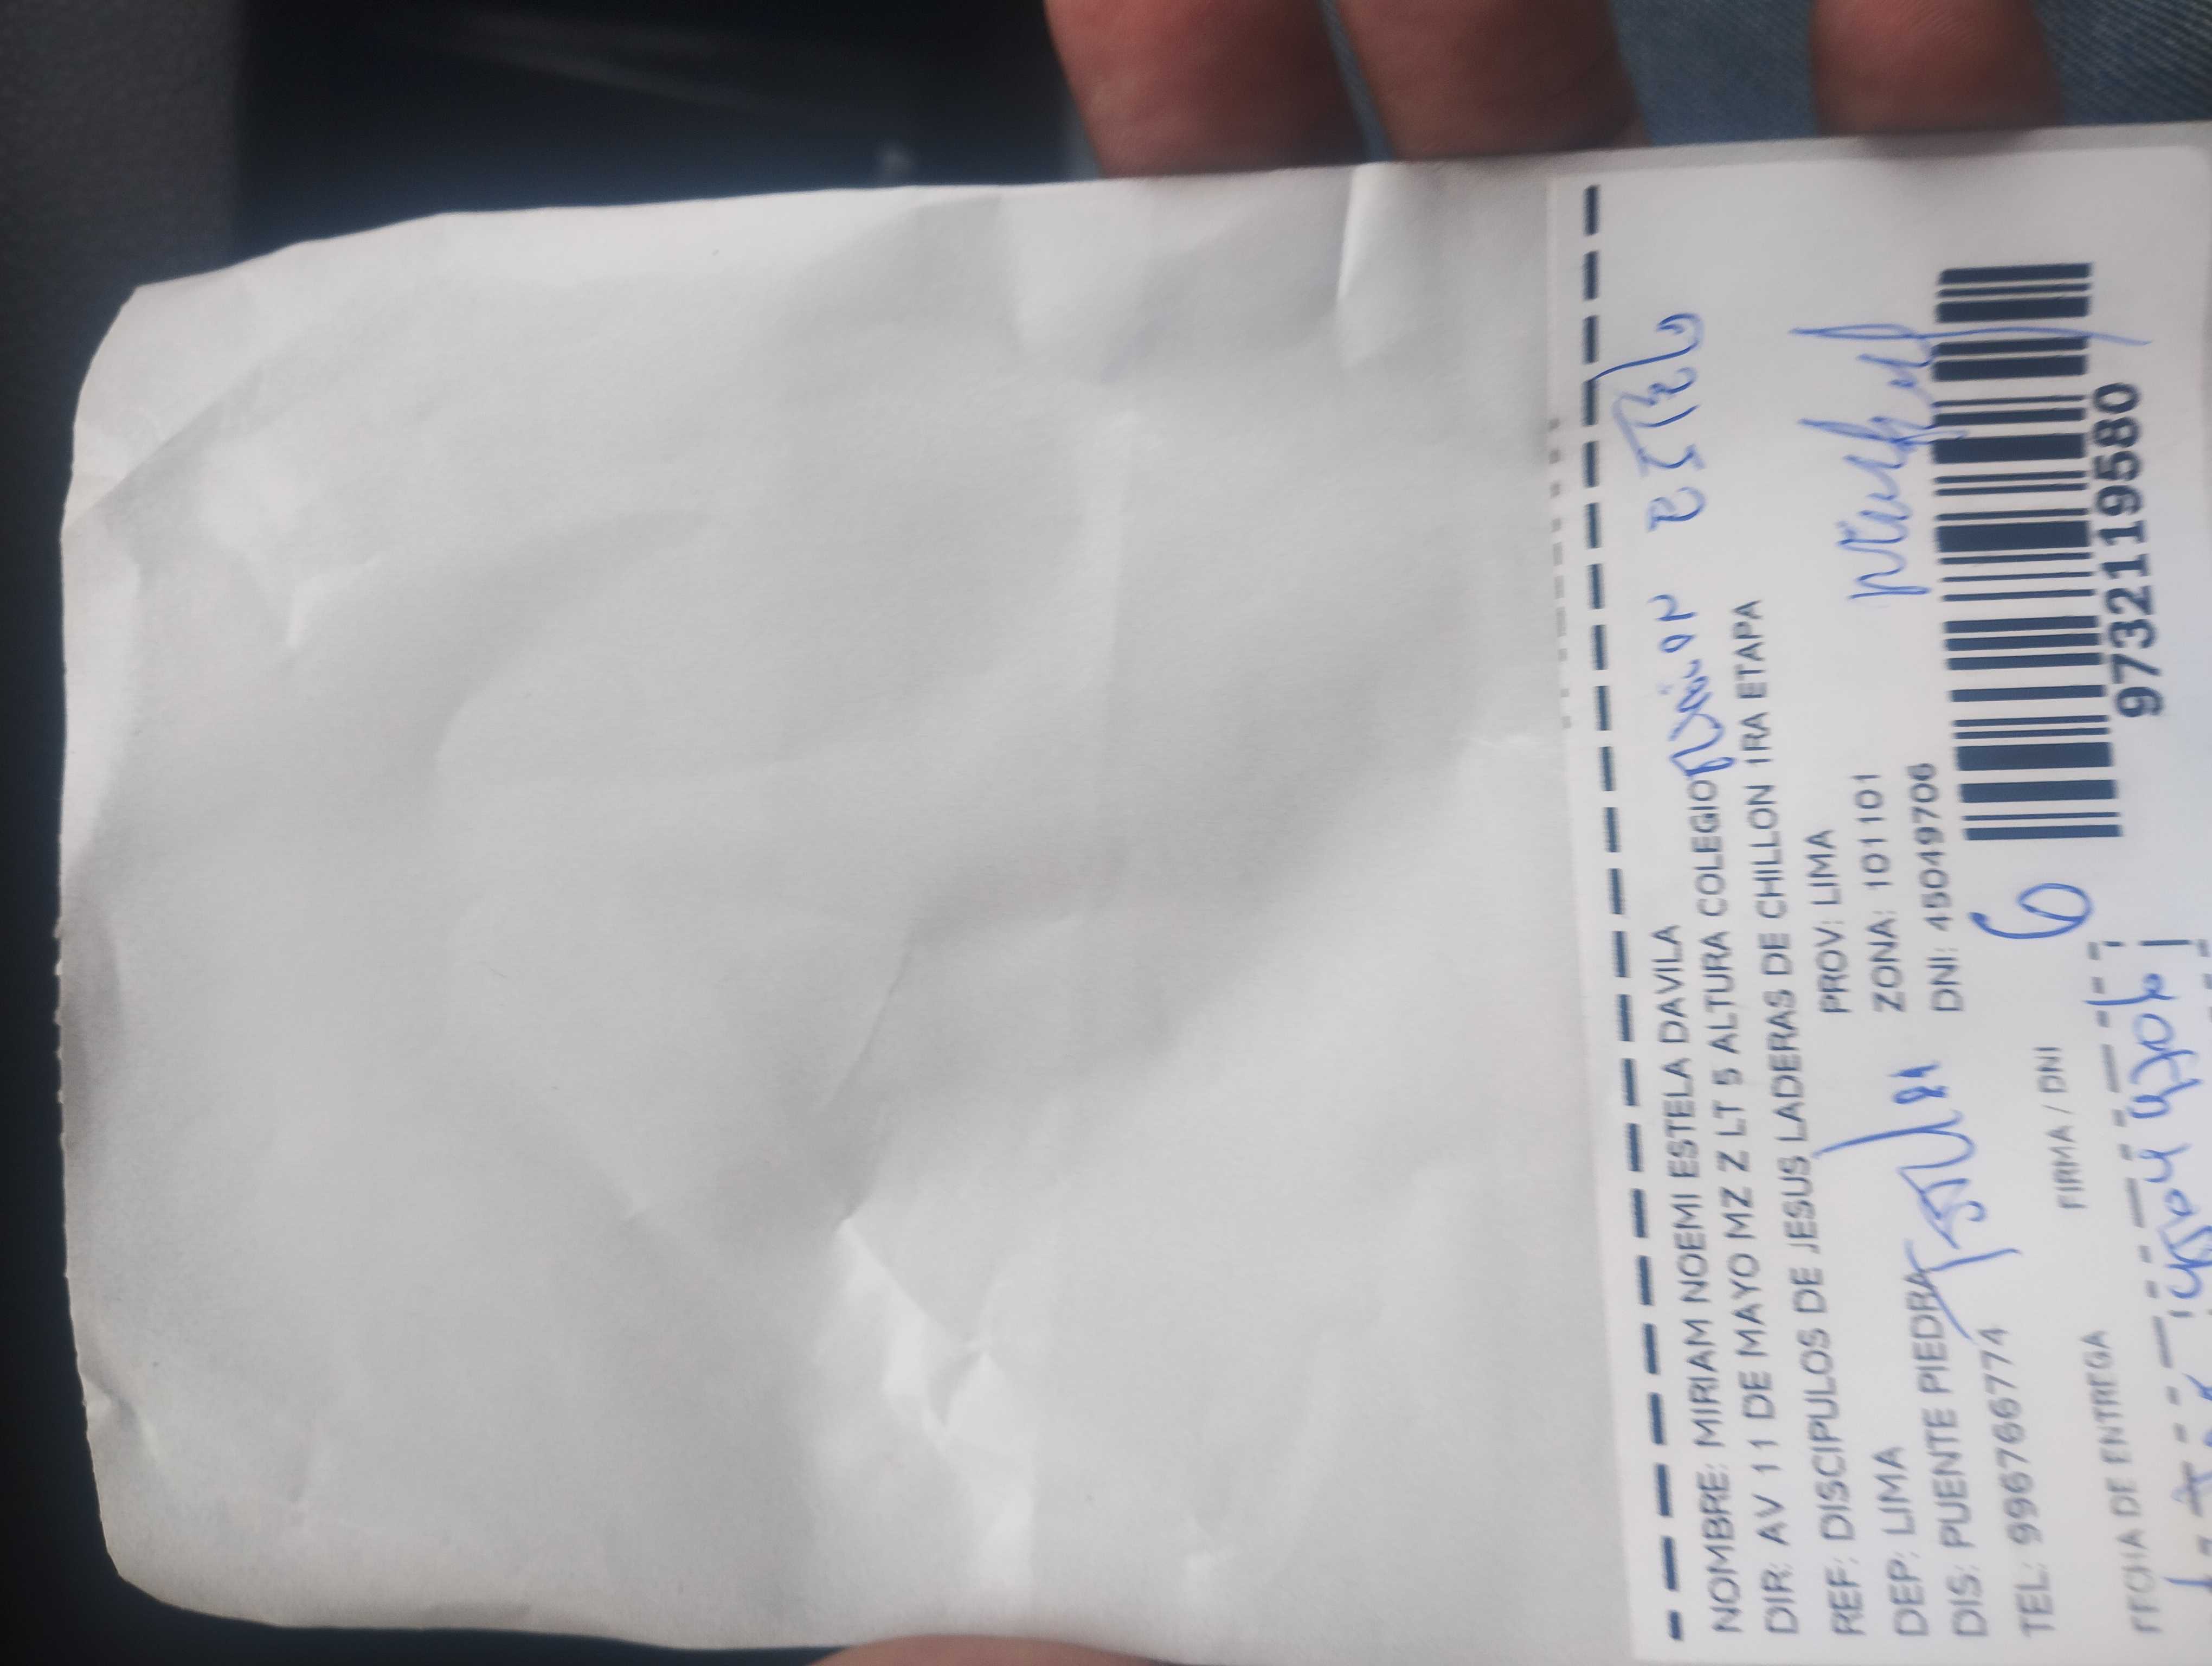 NOMBRE: MIRIAM NOEMI ESTELA DAVILA
DIR: AV 11 DE MAYO MZ Z LT 5 ALTURA COLEGIO
REF: DISCIPULOS DE JESUS LADERAS DE CHILLON 1RA ETAPA
DEP: LIMA PROV: LIMA
DIS: PUENTE PIEDRA ZONA: 101101
TEL: 996766774 DNI: 45049706
6
FECHA DE ENTREGA FIRMA / DNI
9732119580